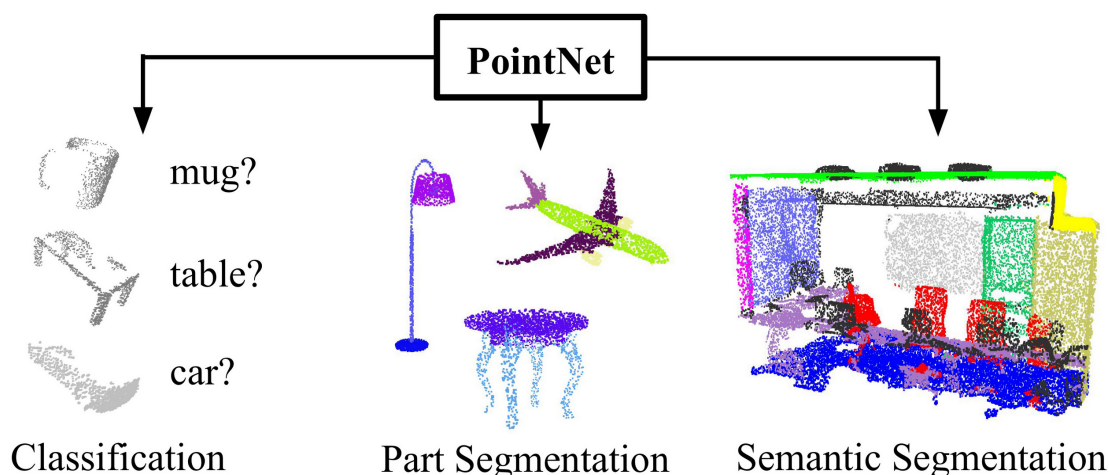 PointNet
mug?
table?
car?
Classification
Part Segmentation
Semantic Segmentation